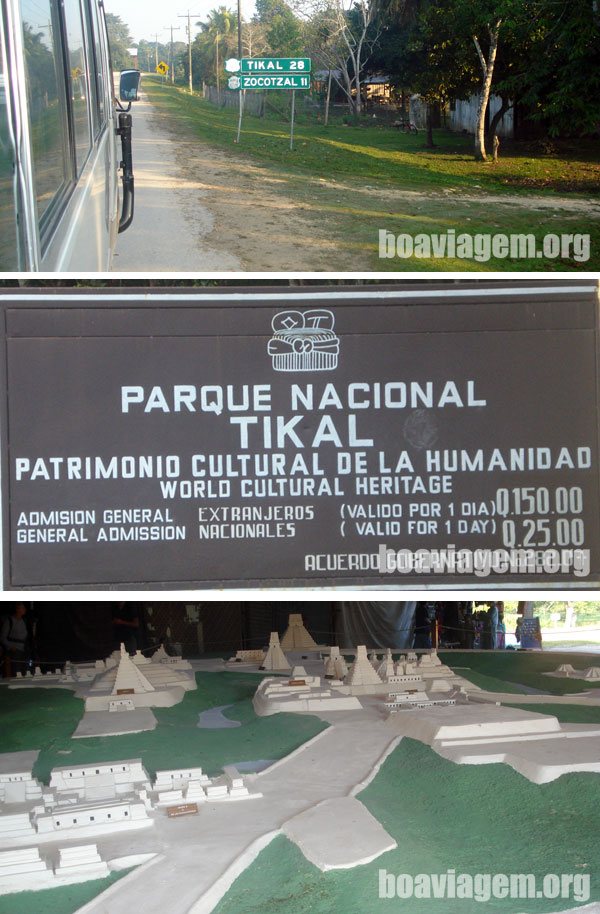 TIKAL 28
ZOCOTZAL 11
boaviagem.org
PARQUE NACIONAL
TIKAL
PATRIMONIO CULTURAL DE LA HUMANIDAD
WORLD CULTURAL HERITAGE
ADMISION GENERAL EXTRANJEROS (VALIDO POR 1 DIA) Q.150.00
GENERAL ADMISSION NACIONALES ( VALID FOR 1 DAY) Q.25.00
ACUERDO
boaviagem.org
boaviagem.org